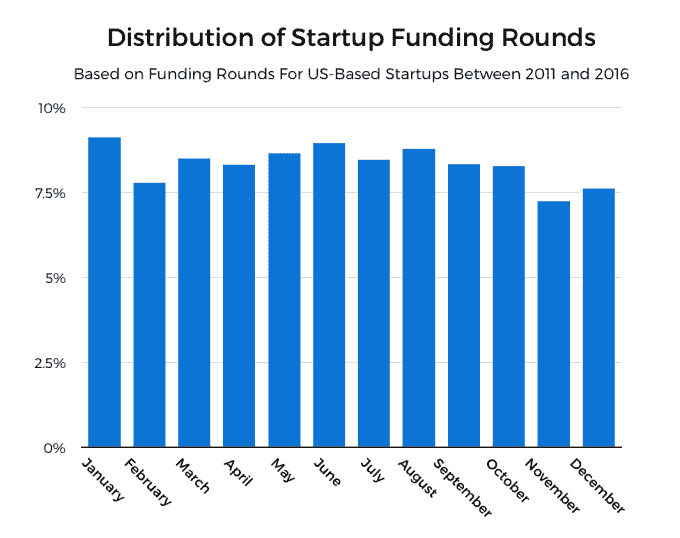 Distribution of Startup Funding Rounds
Based on Funding Rounds For US-Based Startups Between 2011 and 2016
10%
7.5%
5%
2.5%
0%
January
February
March
April
May
June
July
August
September
October
November
December